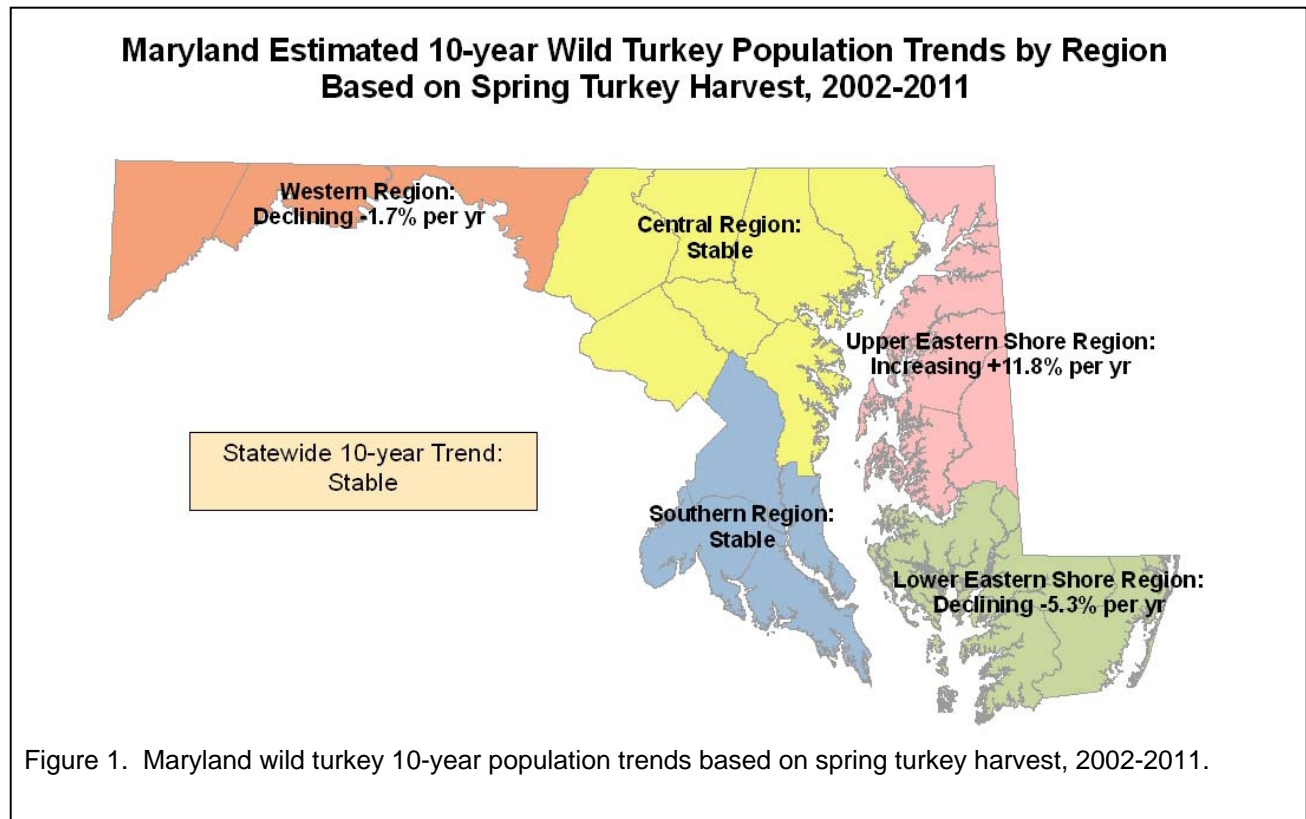 Maryland Estimated 10-year Wild Turkey Population Trends by Region
Based on Spring Turkey Harvest, 2002-2011
Western Region:
Declining -1.7% per yr
Central Region:
Stable
Upper Eastern Shore Region:
Increasing +11.8% per yr
Statewide 10-year Trend:
Stable
Southern Region:
Stable
Lower Eastern Shore Region:
Declining -5.3% per yr
Figure 1.  Maryland wild turkey 10-year population trends based on spring turkey harvest, 2002-2011.